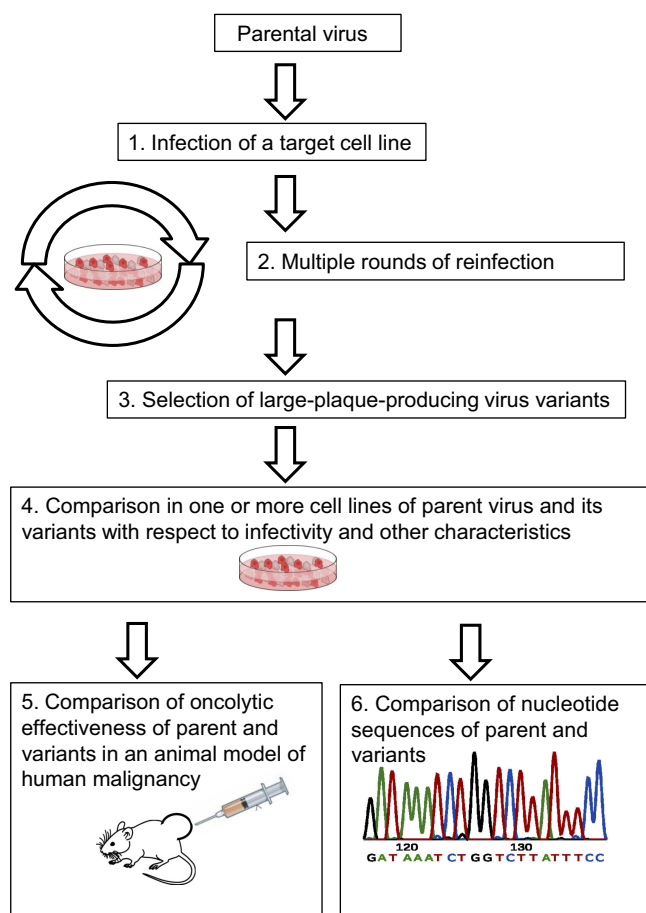 Parental virus
1. Infection of a target cell line
2. Multiple rounds of reinfection
3. Selection of large-plaque-producing virus variants
4. Comparison in one or more cell lines of parent virus and its
variants with respect to infectivity and other characteristics
5. Comparison of oncolytic
effectiveness of parent and
variants in an animal model of
human malignancy
6. Comparison of nucleotide
sequences of parent and
variants
120 130
GATAAATCTGGTCTTATTTCC